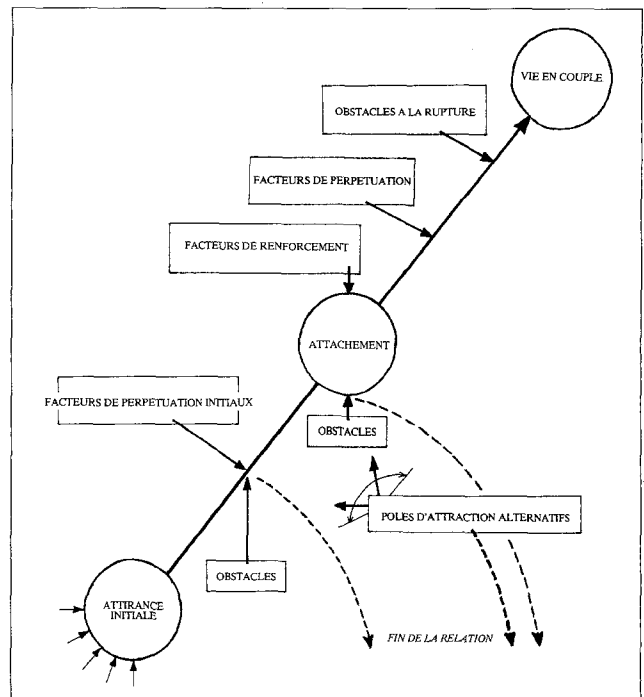 VIE EN COUPLE
OBSTACLES A LA RUPTURE
FACTEURS DE PERPETUATION
FACTEURS DE RENFORCEMENT
ATTACHEMENT
FACTEURS DE PERPETUATION INITIAUX
OBSTACLES
POLES D'ATTRACTION ALTERNATIFS
OBSTACLES
ATTIRANCE
INITIALE
FIN DE LA RELATION